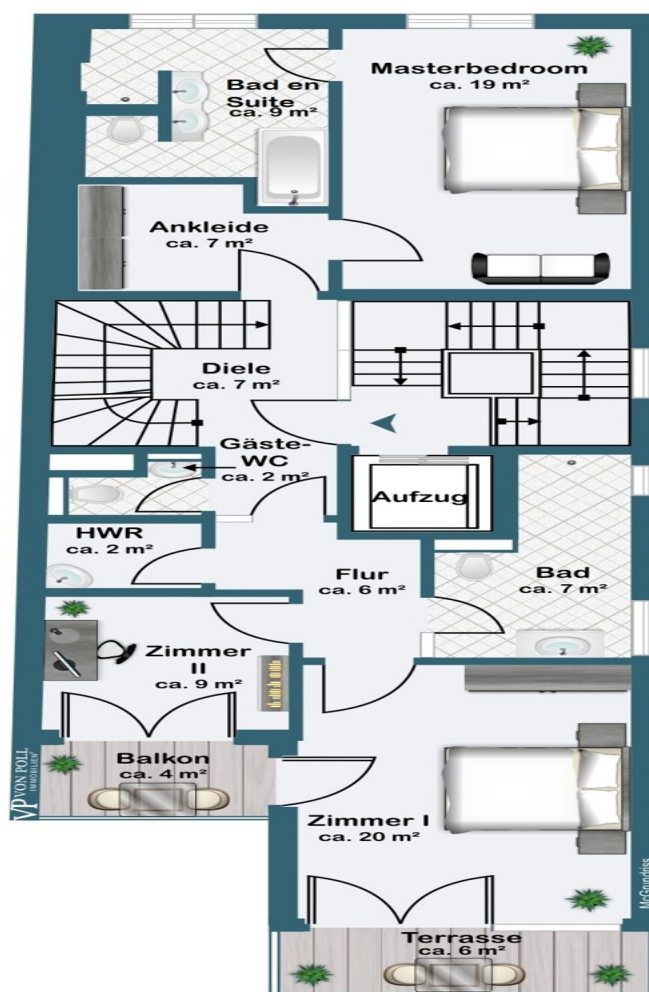 Masterbedroom
ca. 19 m²
Bad en
Suite
ca. 9 m²
Ankleide
ca. 7 m²
Diele
ca. 7 m²
Gäste-
WC
ca. 2 m²
Aufzug
HWR
ca. 2 m²
Flur
ca. 6 m²
Bad
ca. 7 m²
Zimmer
II
ca. 9 m²
Balkon
ca. 4 m²
Zimmer I
ca. 20 m²
Terrasse
ca. 6 m²
VP VON POLL
IMMOBILIEN
McGrundriss